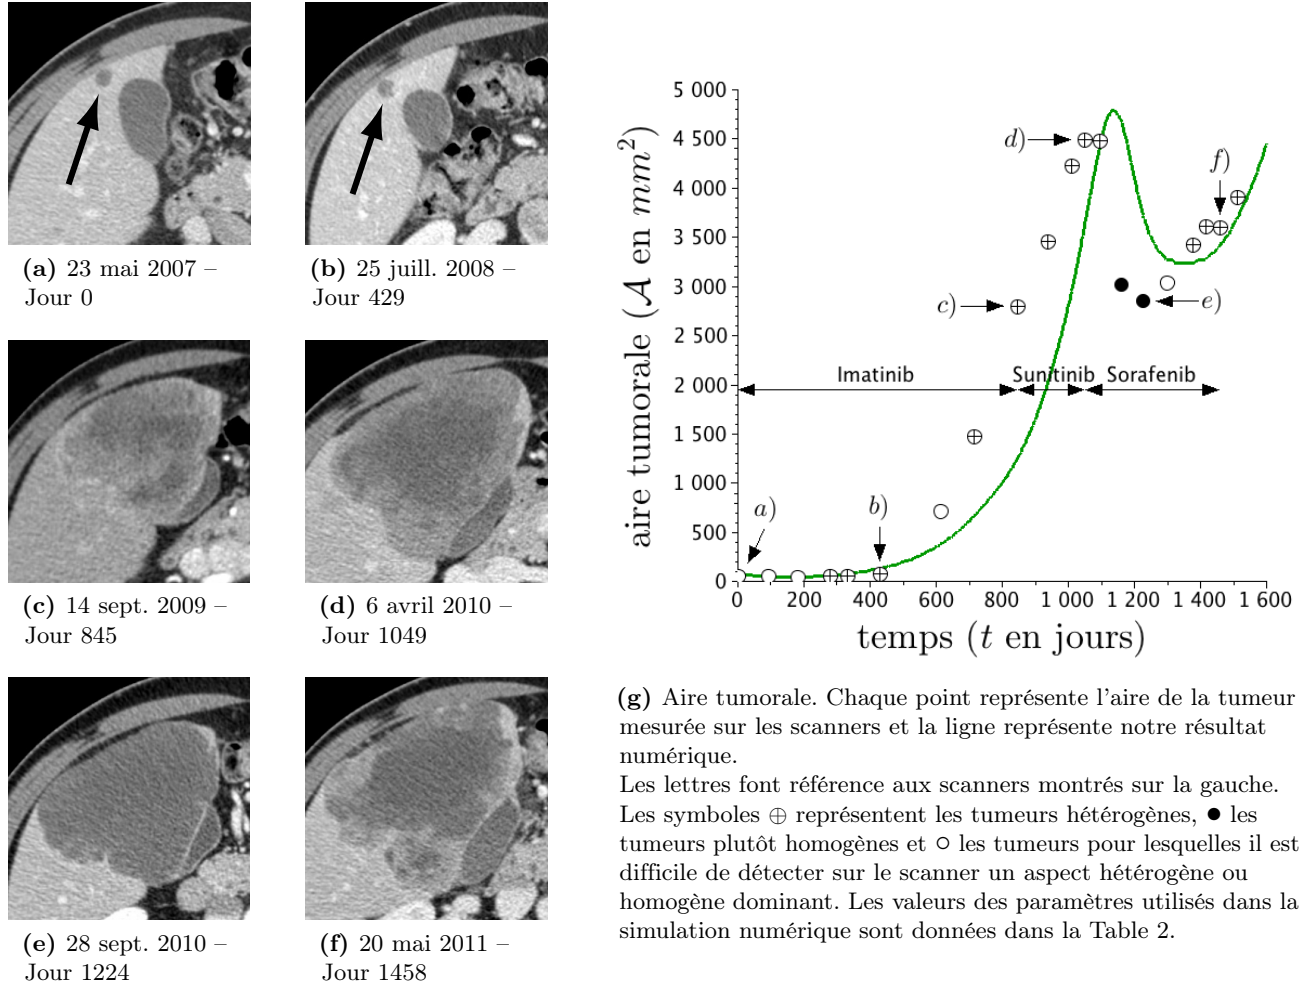 (a) 23 mai 2007 –
Jour 0
(b) 25 juill. 2008 –
Jour 429
(c) 14 sept. 2009 –
Jour 845
(d) 6 avril 2010 –
Jour 1049
(e) 28 sept. 2010 –
Jour 1224
(f) 20 mai 2011 –
Jour 1458
aire tumorale (𝒜 en mm²)
5 000
4 500
4 000
3 500
3 000
2 500
2 000
1 500
1 000
500
0
d)
f)
c)
e)
Imatinib
Sunitinib
Sorafenib
a)
b)
0
200
400
600
800
1 000
1 200
1 400
1 600
temps (t en jours)
(g) Aire tumorale. Chaque point représente l'aire de la tumeur
mesurée sur les scanners et la ligne représente notre résultat
numérique.
Les lettres font référence aux scanners montrés sur la gauche.
Les symboles ⊕ représentent les tumeurs hétérogènes, ● les
tumeurs plutôt homogènes et ○ les tumeurs pour lesquelles il est
difficile de détecter sur le scanner un aspect hétérogène ou
homogène dominant. Les valeurs des paramètres utilisés dans la
simulation numérique sont données dans la Table 2.